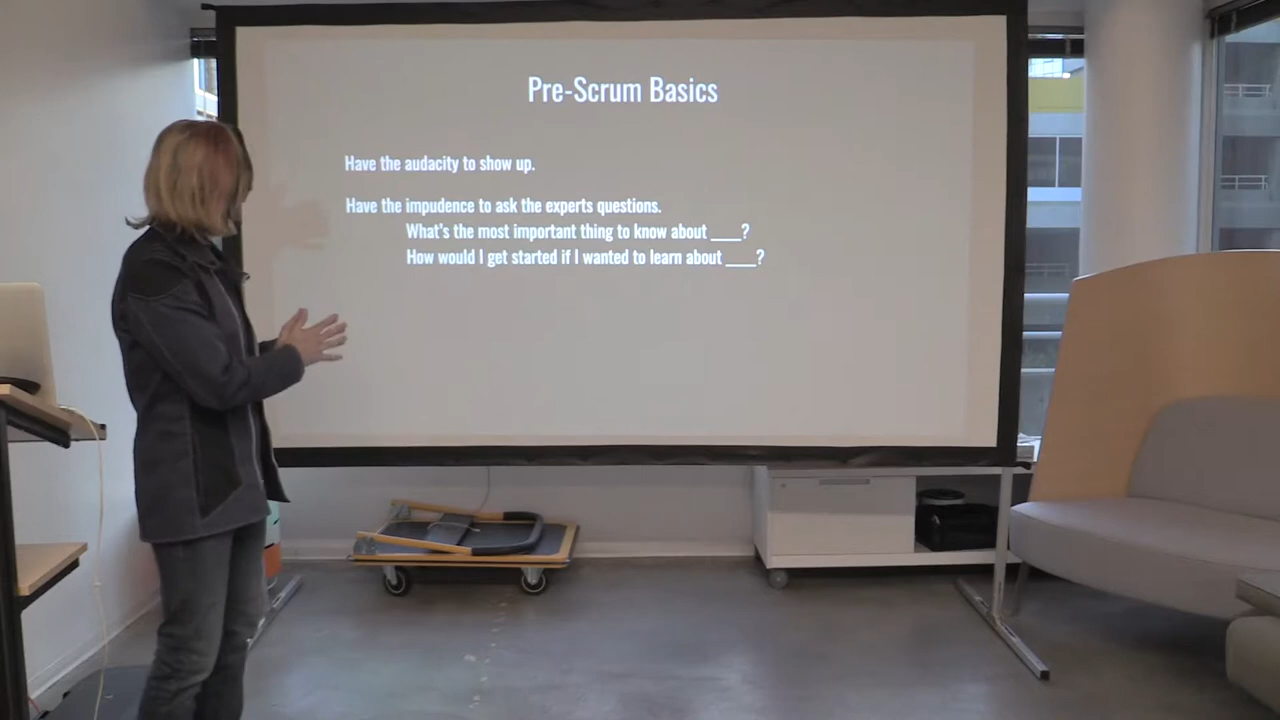 Pre-Scrum Basics
Have the audacity to show up.
Have the impudence to ask the experts questions.
What's the most important thing to know about ____?
How would I get started if I wanted to learn about ____?